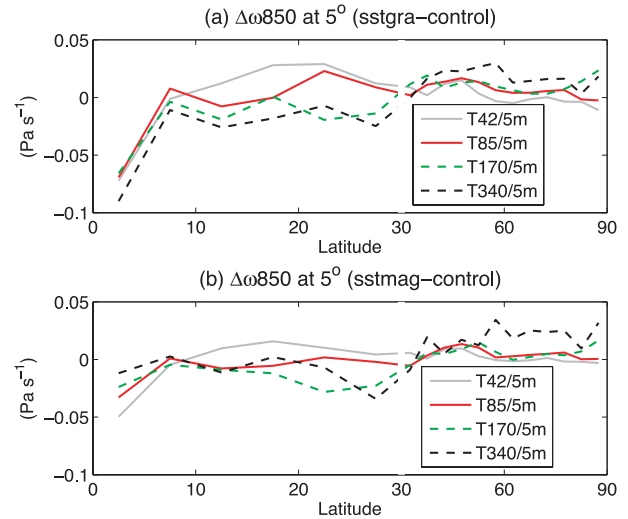 (a) Δω850 at 5° (sstgra−control)
0.05
0
−0.05
−0.1
(Pa s⁻¹)
T42/5m
T85/5m
T170/5m
T340/5m
0 10 20 30 60 90
Latitude
(b) Δω850 at 5° (sstmag−control)
0.05
0
−0.05
−0.1
(Pa s⁻¹)
T42/5m
T85/5m
T170/5m
T340/5m
0 10 20 30 60 90
Latitude